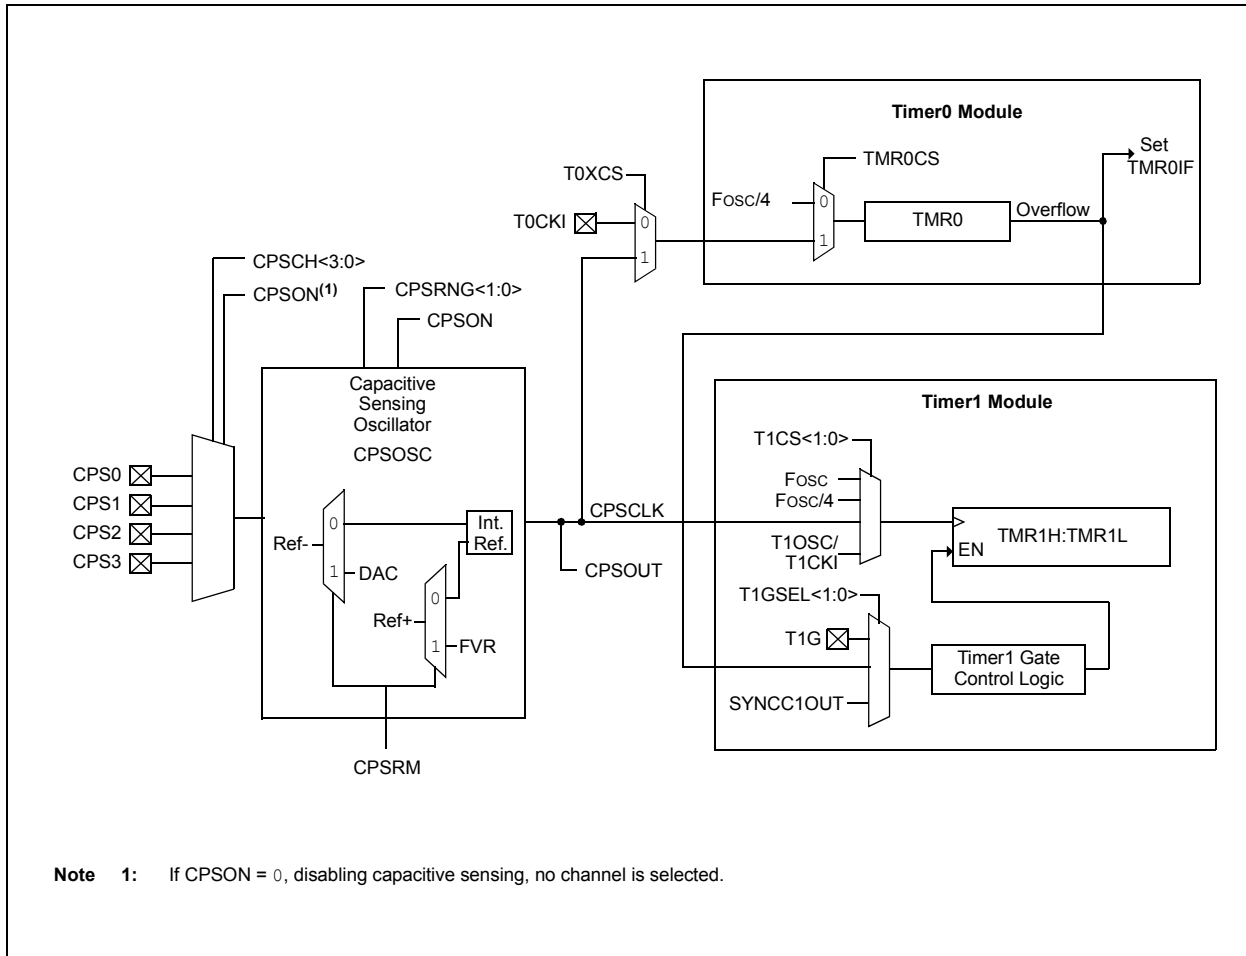 Timer0 Module
Set
TMR0IF
TMR0CS
T0XCS
FOSC/4
0
1
TMR0
Overflow
T0CKI
0
1
CPSCH<3:0>
CPSON(1)
CPSRNG<1:0>
CPSON
Capacitive
Sensing
Oscillator
CPSOSC
Timer1 Module
T1CS<1:0>
FOSC
FOSC/4
CPS0
CPS1
CPS2
CPS3
0
1
Ref-
DAC
Int.
Ref.
0
1
Ref+
FVR
CPSRM
CPSCLK
CPSOUT
T1OSC/
T1CKI
EN
TMR1H:TMR1L
T1GSEL<1:0>
T1G
SYNCC1OUT
Timer1 Gate
Control Logic
Note 1: If CPSON = 0, disabling capacitive sensing, no channel is selected.